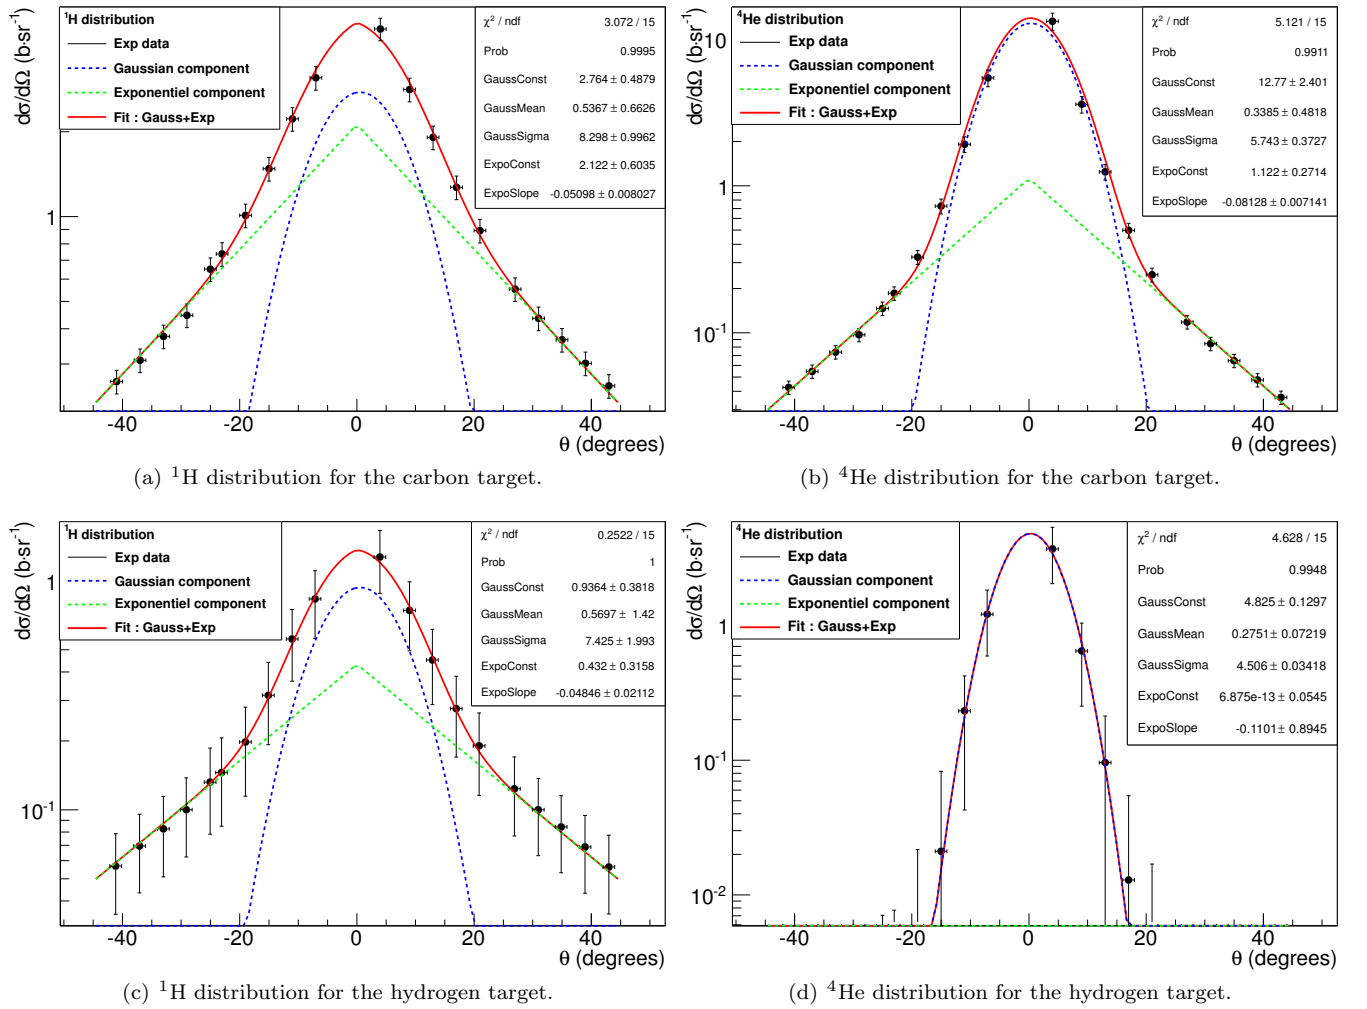 ¹H distribution
Exp data
Gaussian component
Exponentiel component
Fit : Gauss+Exp
χ² / ndf 3.072 / 15
Prob 0.9995
GaussConst 2.764 ± 0.4879
GaussMean 0.5367 ± 0.6626
GaussSigma 8.298 ± 0.9962
ExpoConst 2.122 ± 0.6035
ExpoSlope -0.05098 ± 0.008027
dσ/dΩ (b·sr⁻¹)
1
-40 -20 0 20 40
θ (degrees)
(a) ¹H distribution for the carbon target.
⁴He distribution
Exp data
Gaussian component
Exponentiel component
Fit : Gauss+Exp
χ² / ndf 5.121 / 15
Prob 0.9911
GaussConst 12.77 ± 2.401
GaussMean 0.3385 ± 0.4818
GaussSigma 5.743 ± 0.3727
ExpoConst 1.122 ± 0.2714
ExpoSlope -0.08128 ± 0.007141
dσ/dΩ (b·sr⁻¹)
10
1
10⁻¹
-40 -20 0 20 40
θ (degrees)
(b) ⁴He distribution for the carbon target.
¹H distribution
Exp data
Gaussian component
Exponentiel component
Fit : Gauss+Exp
χ² / ndf 0.2522 / 15
Prob 1
GaussConst 0.9364 ± 0.3818
GaussMean 0.5697 ± 1.42
GaussSigma 7.425 ± 1.993
ExpoConst 0.432 ± 0.3158
ExpoSlope -0.04846 ± 0.02112
dσ/dΩ (b·sr⁻¹)
1
10⁻¹
-40 -20 0 20 40
θ (degrees)
(c) ¹H distribution for the hydrogen target.
⁴He distribution
Exp data
Gaussian component
Exponentiel component
Fit : Gauss+Exp
χ² / ndf 4.628 / 15
Prob 0.9948
GaussConst 4.825 ± 0.1297
GaussMean 0.2751 ± 0.07219
GaussSigma 4.506 ± 0.03418
ExpoConst 6.875e-13 ± 0.0545
ExpoSlope -0.1101 ± 0.8945
dσ/dΩ (b·sr⁻¹)
1
10⁻¹
10⁻²
-40 -20 0 20 40
θ (degrees)
(d) ⁴He distribution for the hydrogen target.